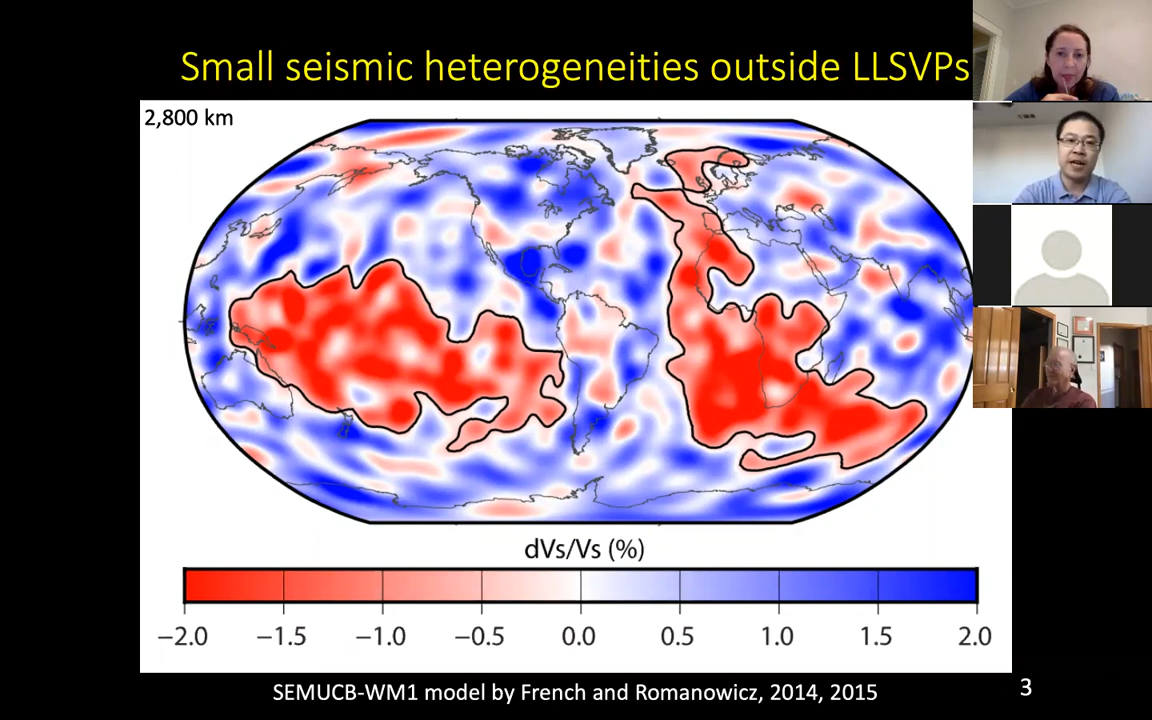 Small seismic heterogeneities outside LLSVPs
2,800 km
dVs/Vs (%)
−2.0 −1.5 −1.0 −0.5 0.0 0.5 1.0 1.5 2.0
SEMUCB-WM1 model by French and Romanowicz, 2014, 2015
3